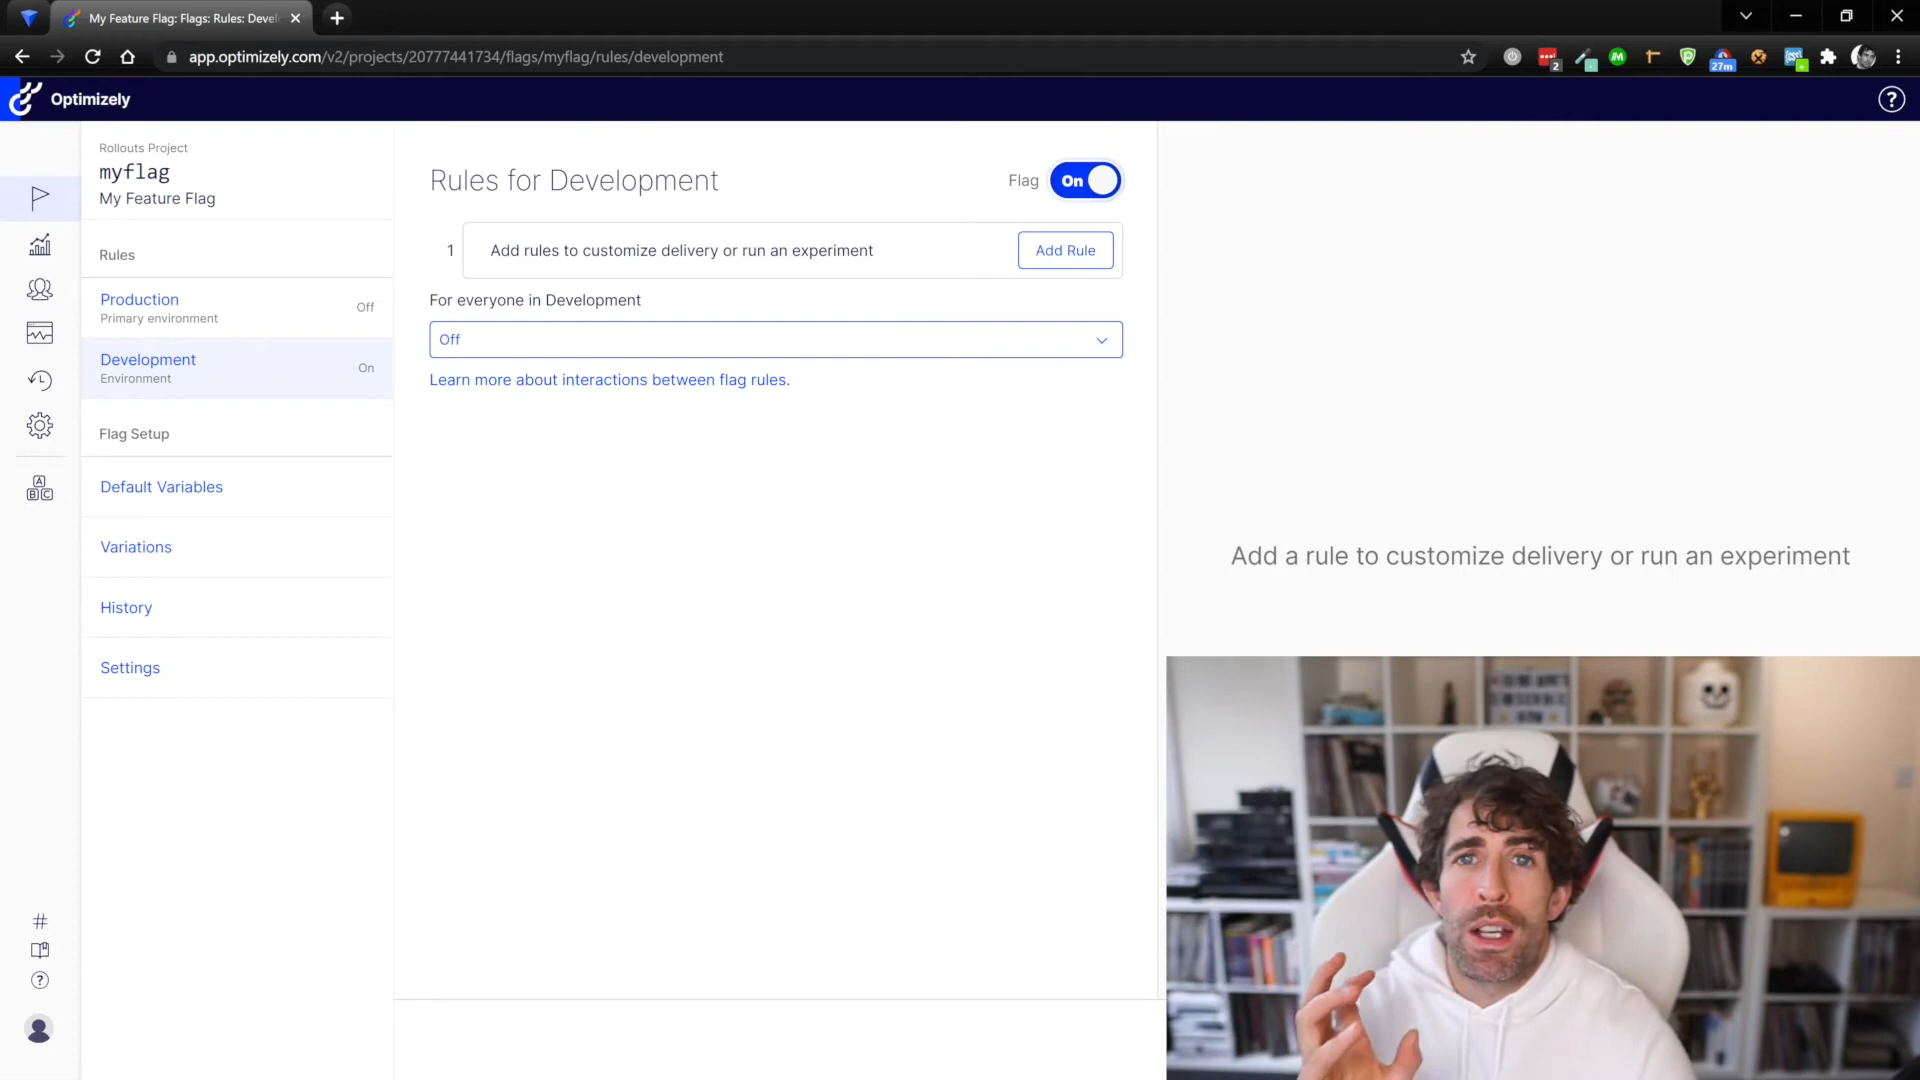 My Feature Flag: Flags: Rules: Devel
app.optimizely.com/v2/projects/20777441734/flags/myflag/rules/development
2
27m
Optimizely
?
Rollouts Project
myflag
My Feature Flag
Rules
Production
Primary environment
Off
Development
Environment
On
Flag Setup
Default Variables
Variations
History
Settings
A
B C
#
?
Rules for Development
Flag
On
1
Add rules to customize delivery or run an experiment
Add Rule
For everyone in Development
Off
Learn more about interactions between flag rules.
Add a rule to customize delivery or run an experiment